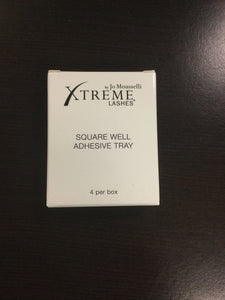 by Jo Mousselli
XTREME
LASHES®
SQUARE WELL
ADHESIVE TRAY
4 per box